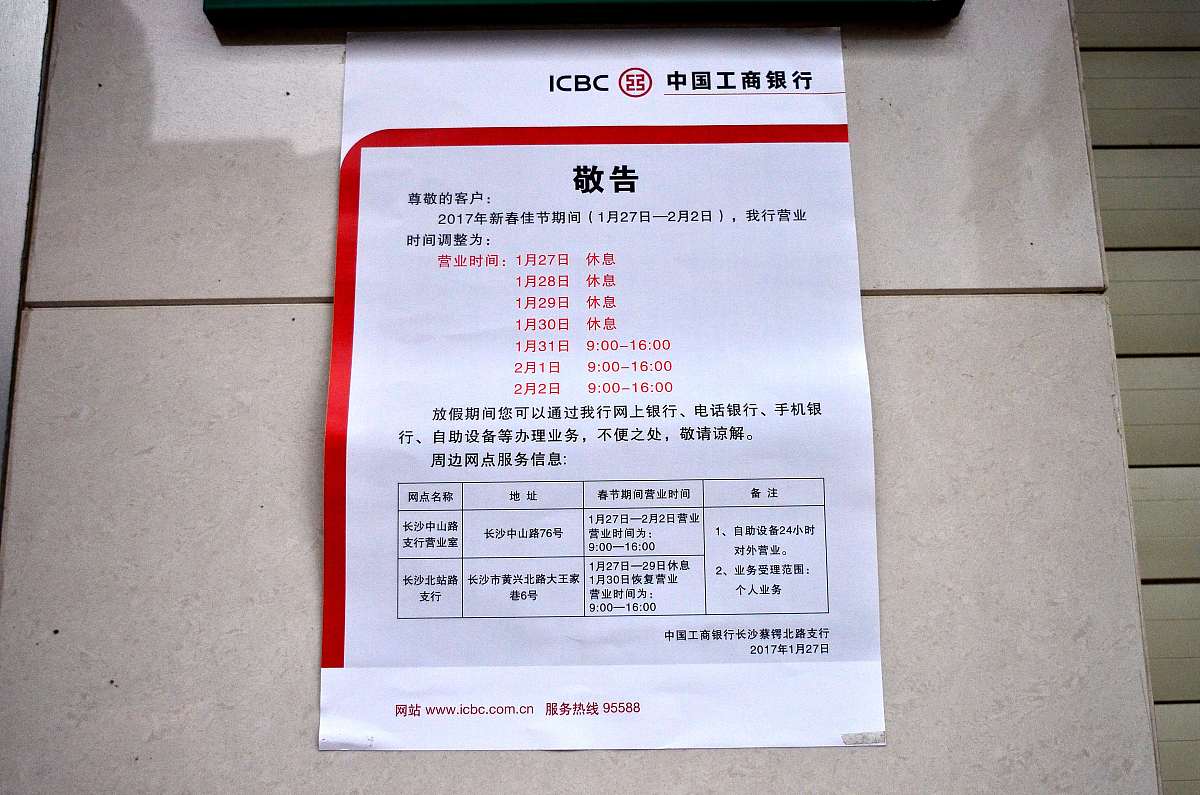 ICBC 中国工商银行
敬告
尊敬的客户：
2017年新春佳节期间（1月27日—2月2日），我行营业
时间调整为：
营业时间：1月27日 休息
1月28日 休息
1月29日 休息
1月30日 休息
1月31日 9:00-16:00
2月1日 9:00-16:00
2月2日 9:00-16:00
放假期间您可以通过我行网上银行、电话银行、手机银
行、自助设备等办理业务，不便之处，敬请谅解。
周边网点服务信息:
网点名称 地 址 春节期间营业时间 备 注
长沙中山路
支行营业室
长沙中山路76号
1月27日—2月2日营业
营业时间为：
9:00—16:00
1、自助设备24小时
对外营业。
2、业务受理范围：
个人业务
长沙北站路
支行
长沙市黄兴北路大王家
巷6号
1月27日—29日休息
1月30日恢复营业
营业时间为：
9:00—16:00
中国工商银行长沙蔡锷北路支行
2017年1月27日
网站 www.icbc.com.cn 服务热线 95588